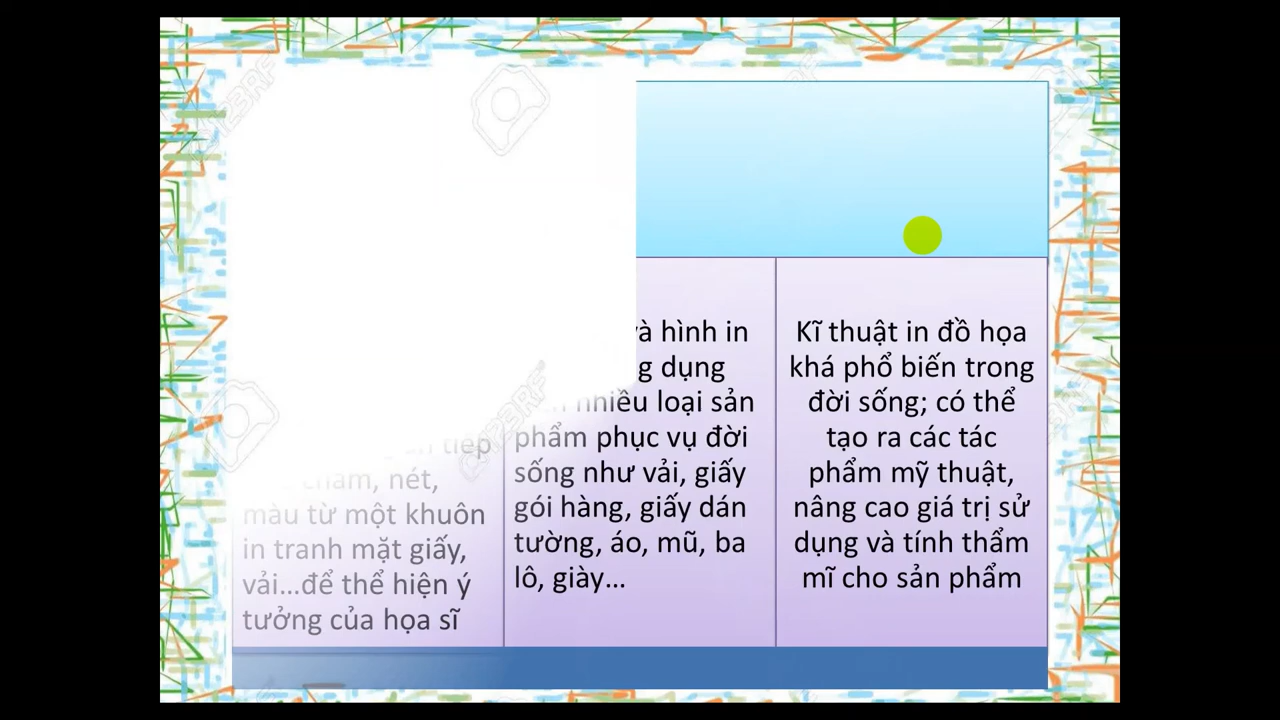 tiếp
chấm, nét,
màu từ một khuôn
in tranh mặt giấy,
vải...để thể hiện ý
tưởng của họa sĩ
và hình in
dụng
nhiều loại sản
phẩm phục vụ đời
sống như vải, giấy
gói hàng, giấy dán
tường, áo, mũ, ba
lô, giày...
Kĩ thuật in đồ họa
khá phổ biến trong
đời sống; có thể
tạo ra các tác
phẩm mỹ thuật,
nâng cao giá trị sử
dụng và tính thẩm
mĩ cho sản phẩm
123RF